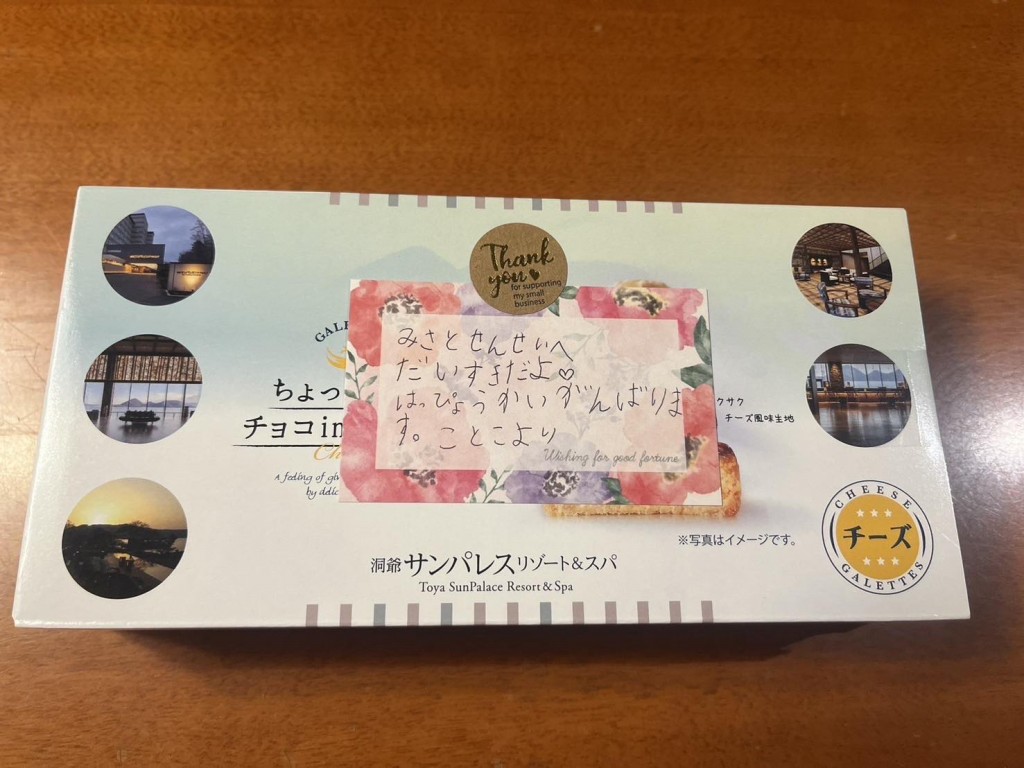 Thank
you
for supporting
my small
business
みさとせんせいへ
だいすきだよ♡
はっぴょうかいがんばりま
す。ことこより
Wishing for good fortune
ちょっ
チョコin
A feeling of
by
クサク
チーズ風味生地
※写真はイメージです。
CHEESE
チーズ
GALETTES
洞爺サンパレスリゾート&スパ
Toya SunPalace Resort & Spa